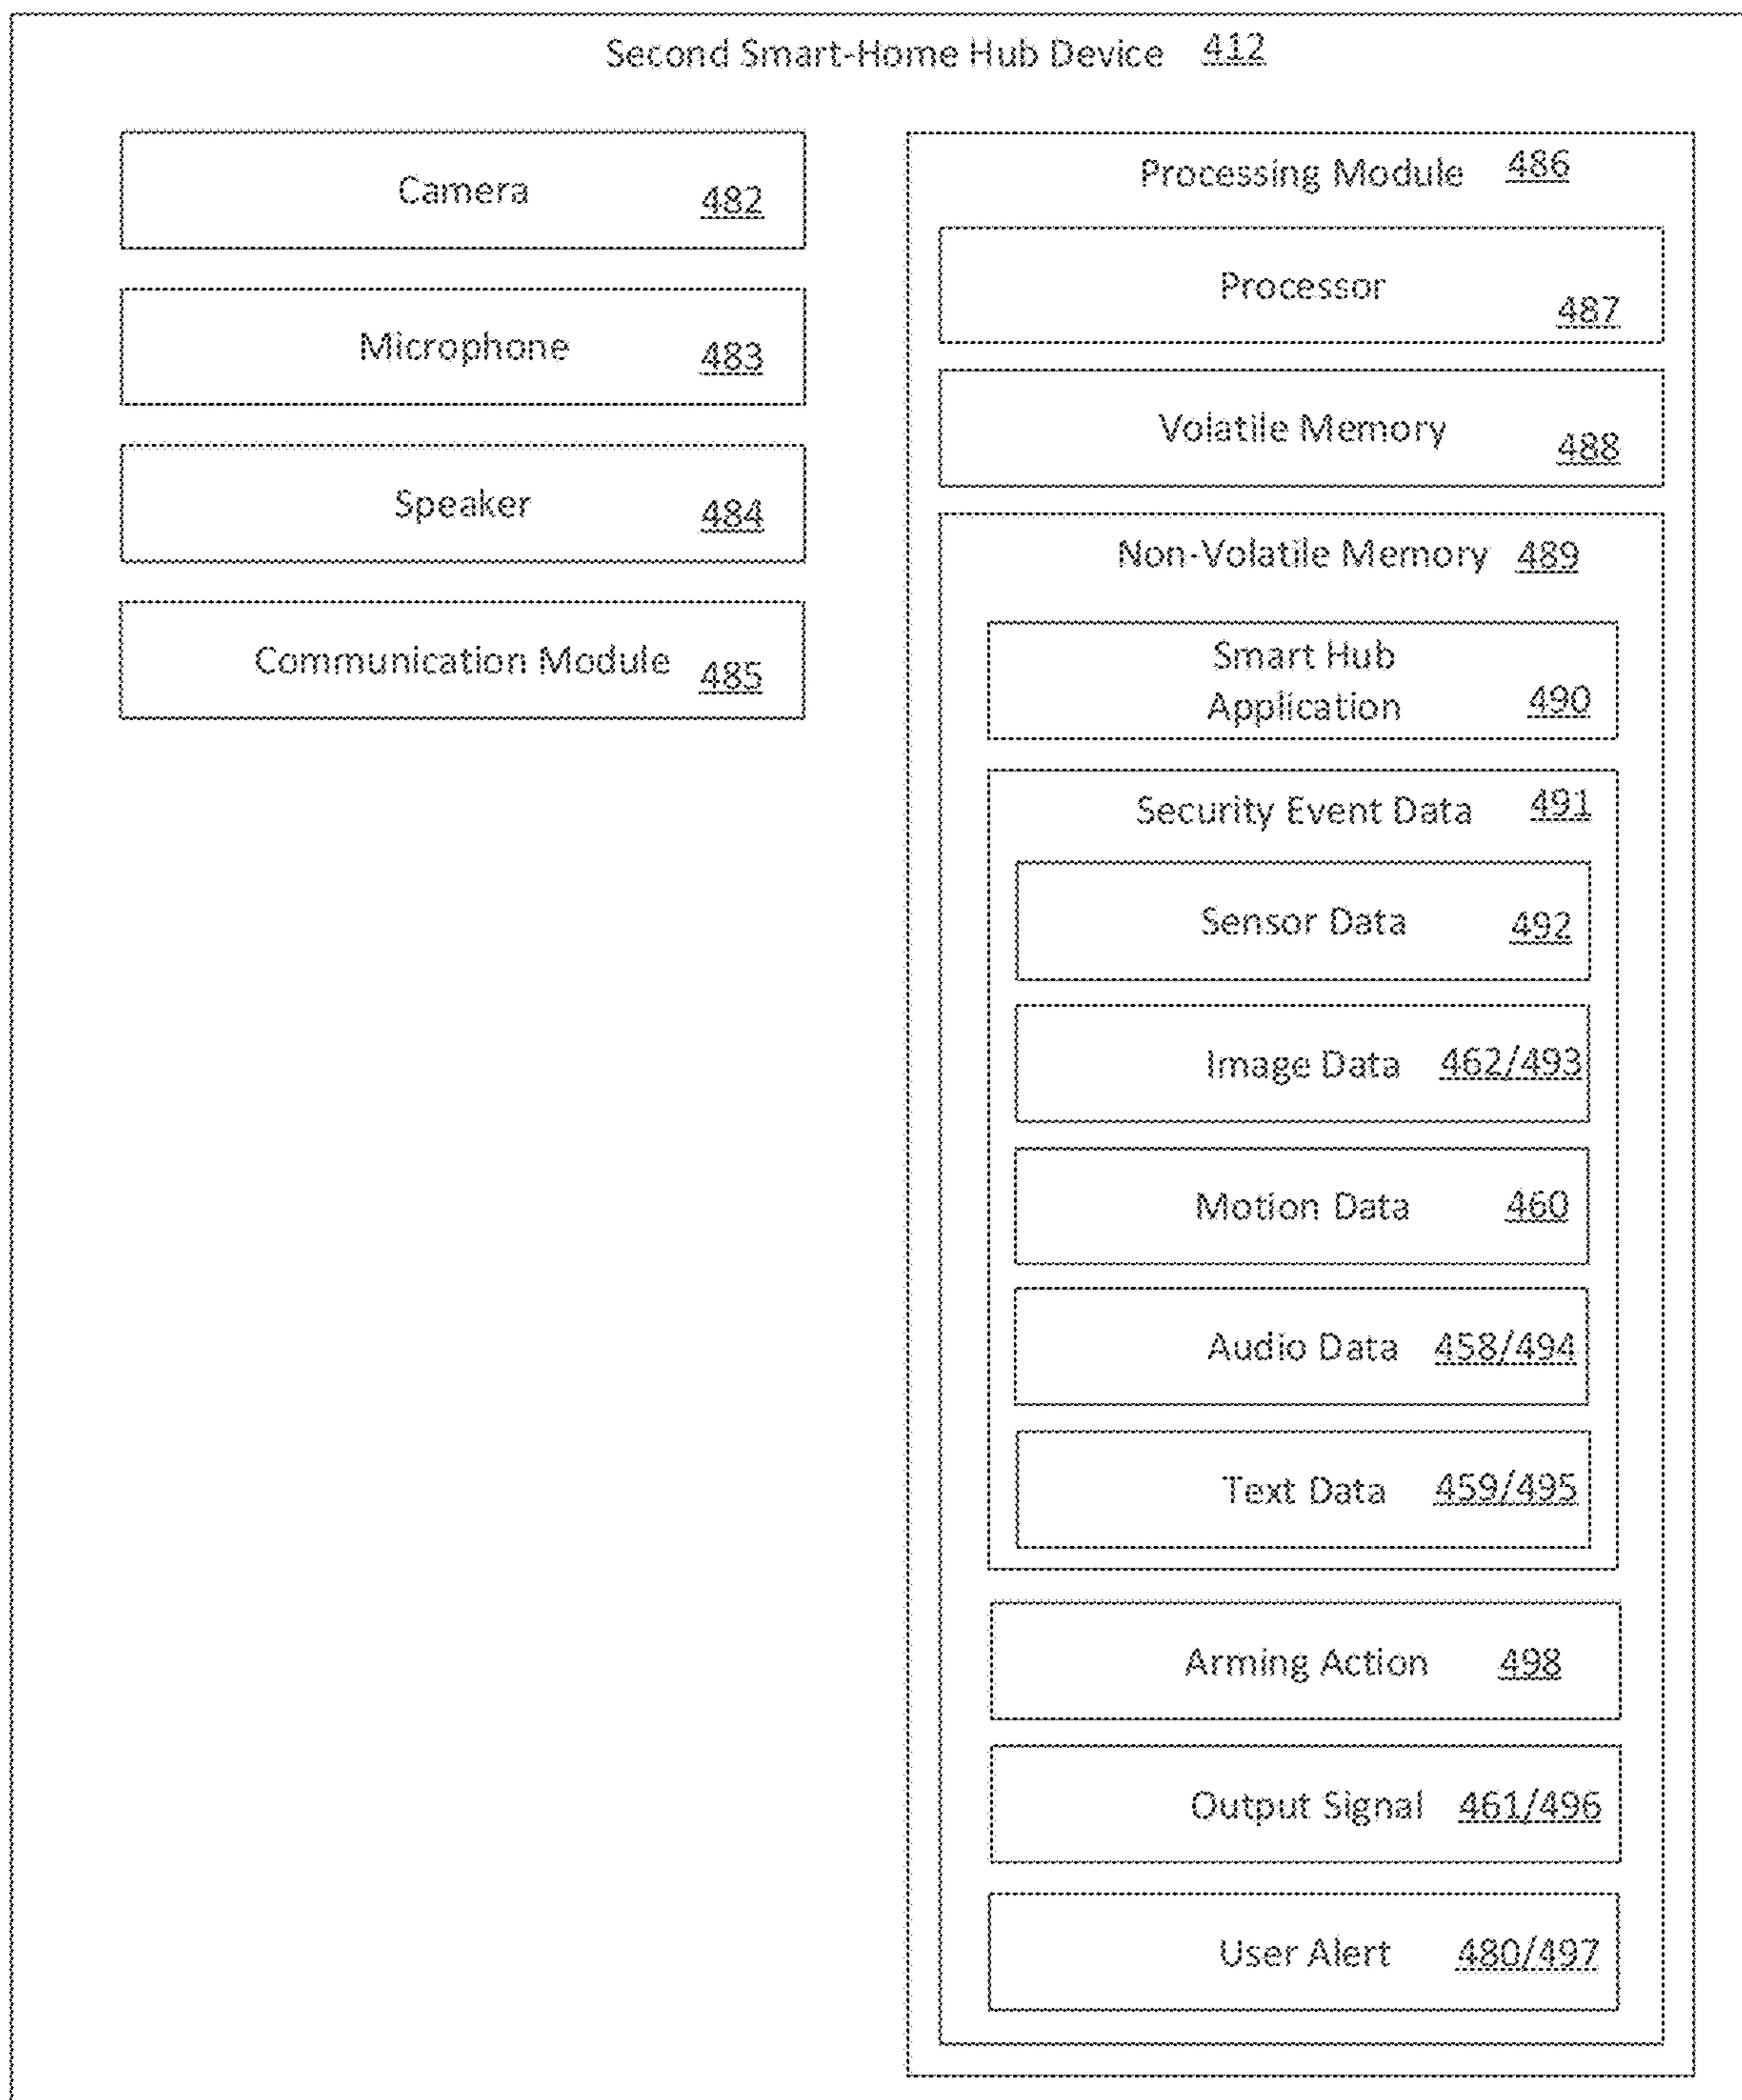 Second Smart-Home Hub Device 412
Camera 482
Microphone 483
Speaker 484
Communication Module 485
Processing Module 486
Processor 487
Volatile Memory 488
Non-Volatile Memory 489
Smart Hub
Application 490
Security Event Data 491
Sensor Data 492
Image Data 462/493
Motion Data 460
Audio Data 458/494
Text Data 459/495
Arming Action 498
Output Signal 461/496
User Alert 480/497